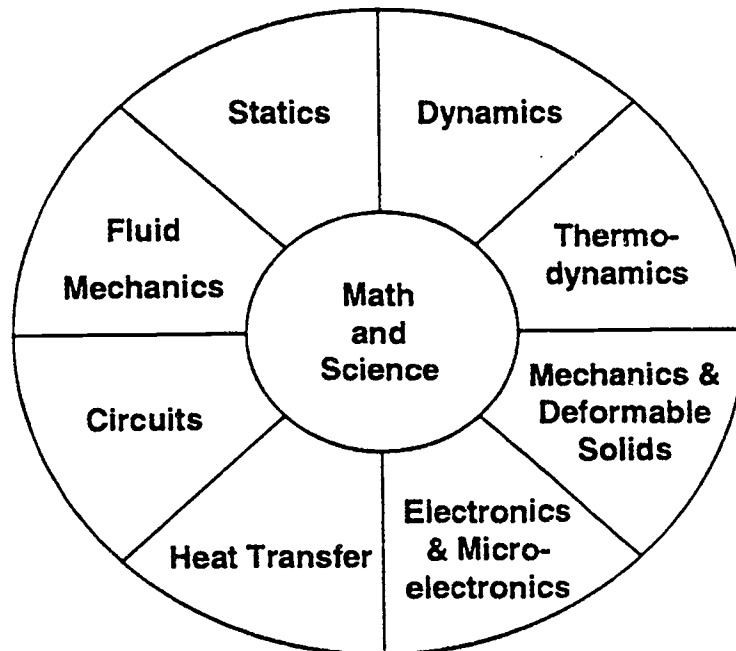 Statics
Dynamics
Thermo-
dynamics
Mechanics &
Deformable
Solids
Electronics
& Micro-
electronics
Heat Transfer
Circuits
Fluid
Mechanics
Math
and
Science